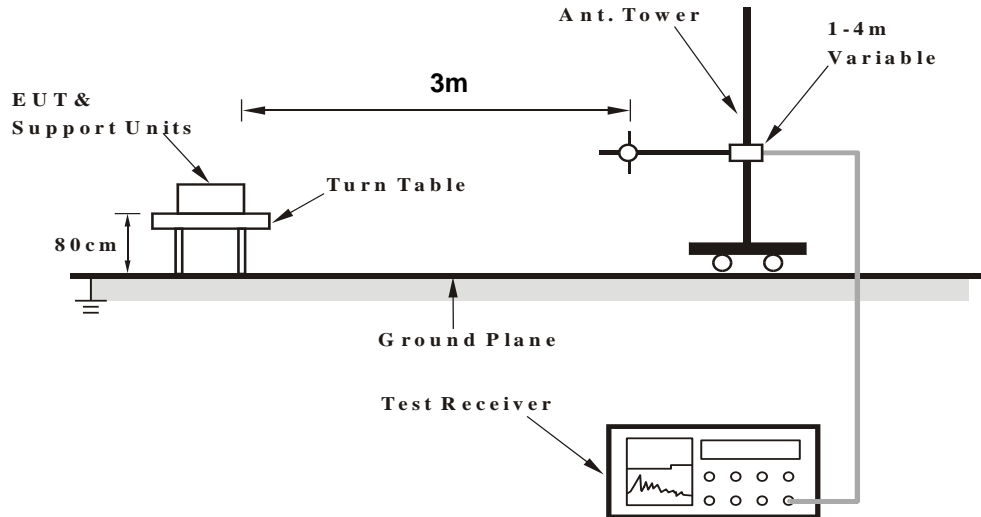 Ant. Tower
1-4m
Variable
3m
EUT&
Support Units
Turn Table
80cm
Ground Plane
Test Receiver